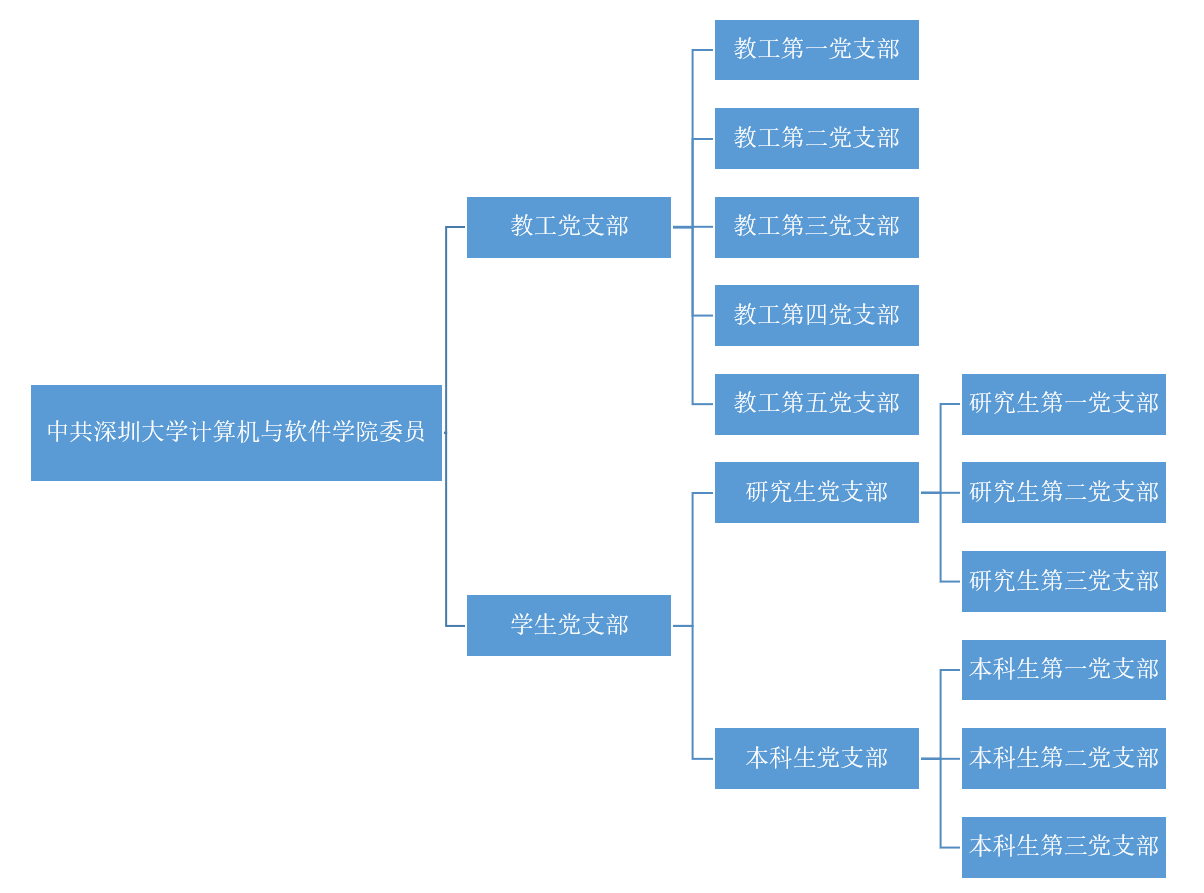 中共深圳大学计算机与软件学院委员
教工党支部
教工第一党支部
教工第二党支部
教工第三党支部
教工第四党支部
教工第五党支部
学生党支部
研究生党支部
研究生第一党支部
研究生第二党支部
研究生第三党支部
本科生党支部
本科生第一党支部
本科生第二党支部
本科生第三党支部